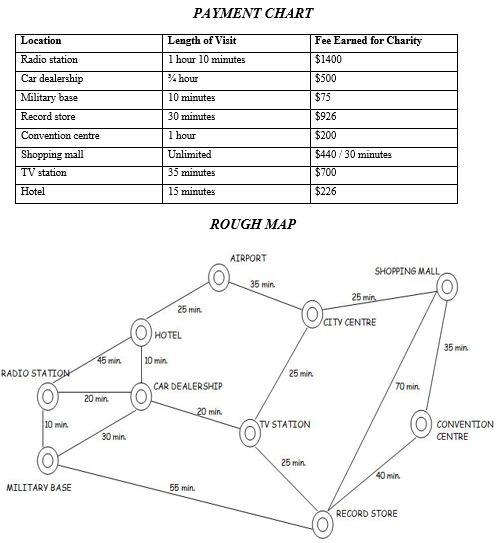 PAYMENT CHART
Location Length of Visit Fee Earned for Charity
Radio station 1 hour 10 minutes $1400
Car dealership ¾ hour $500
Military base 10 minutes $75
Record store 30 minutes $926
Convention centre 1 hour $200
Shopping mall Unlimited $440 / 30 minutes
TV station 35 minutes $700
Hotel 15 minutes $226
ROUGH MAP
AIRPORT
SHOPPING MALL
35 min.
25 min.
25 min.
CITY CENTRE
HOTEL
35 min.
45 min.
10 min.
RADIO STATION
25 min.
CAR DEALERSHIP
70 min.
20 min.
20 min.
10 min.
TV STATION
CONVENTION
CENTRE
30 min.
25 min.
40 min.
MILITARY BASE
55 min.
RECORD STORE